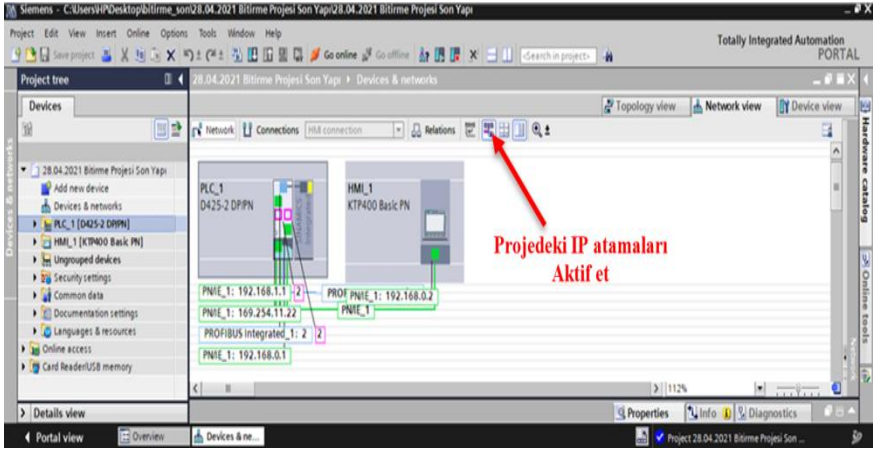 Siemens - C:\Users\HP\Desktop\bitirme_son\28.04.2021 Bitirme Projesi Son Yapı\28.04.2021 Bitirme Projesi Son Yapı
Project Edit View Insert Online Options Tools Window Help
Totally Integrated Automation
PORTAL
Save project Go online Go offline <Search in project>
Project tree
28.04.2021 Bitirme Projesi Son Yapı Devices & networks
Devices
Topology view Network view Device view
Network Connections HMI connection Relations
28.04.2021 Bitirme Projesi Son Yapı
Add new device
Devices & networks
PLC_1 [D425-2 DP/PN]
HMI_1 [KTP400 Basic PN]
Ungrouped devices
Security settings
Common data
Documentation settings
Languages & resources
Online access
Card Reader/USB memory
PLC_1
D425-2 DP/PN
SINAMICS
Integrated
HMI_1
KTP400 Basic PN
Projedeki IP atamaları
Aktif et
PN/IE_1: 192.168.1.1 2 PROF PN/IE_1: 192.168.0.2
PN/IE_1: 169.254.11.22 PN/IE_1
PROFIBUS Integrated_1: 2 2
PN/IE_1: 192.168.0.1
112%
Details view
Properties Info Diagnostics
Portal view Overview Devices & ne...
Project 28.04.2021 Bitirme Projesi Son ...
Devices & networks
Hardware catalog
Online tools